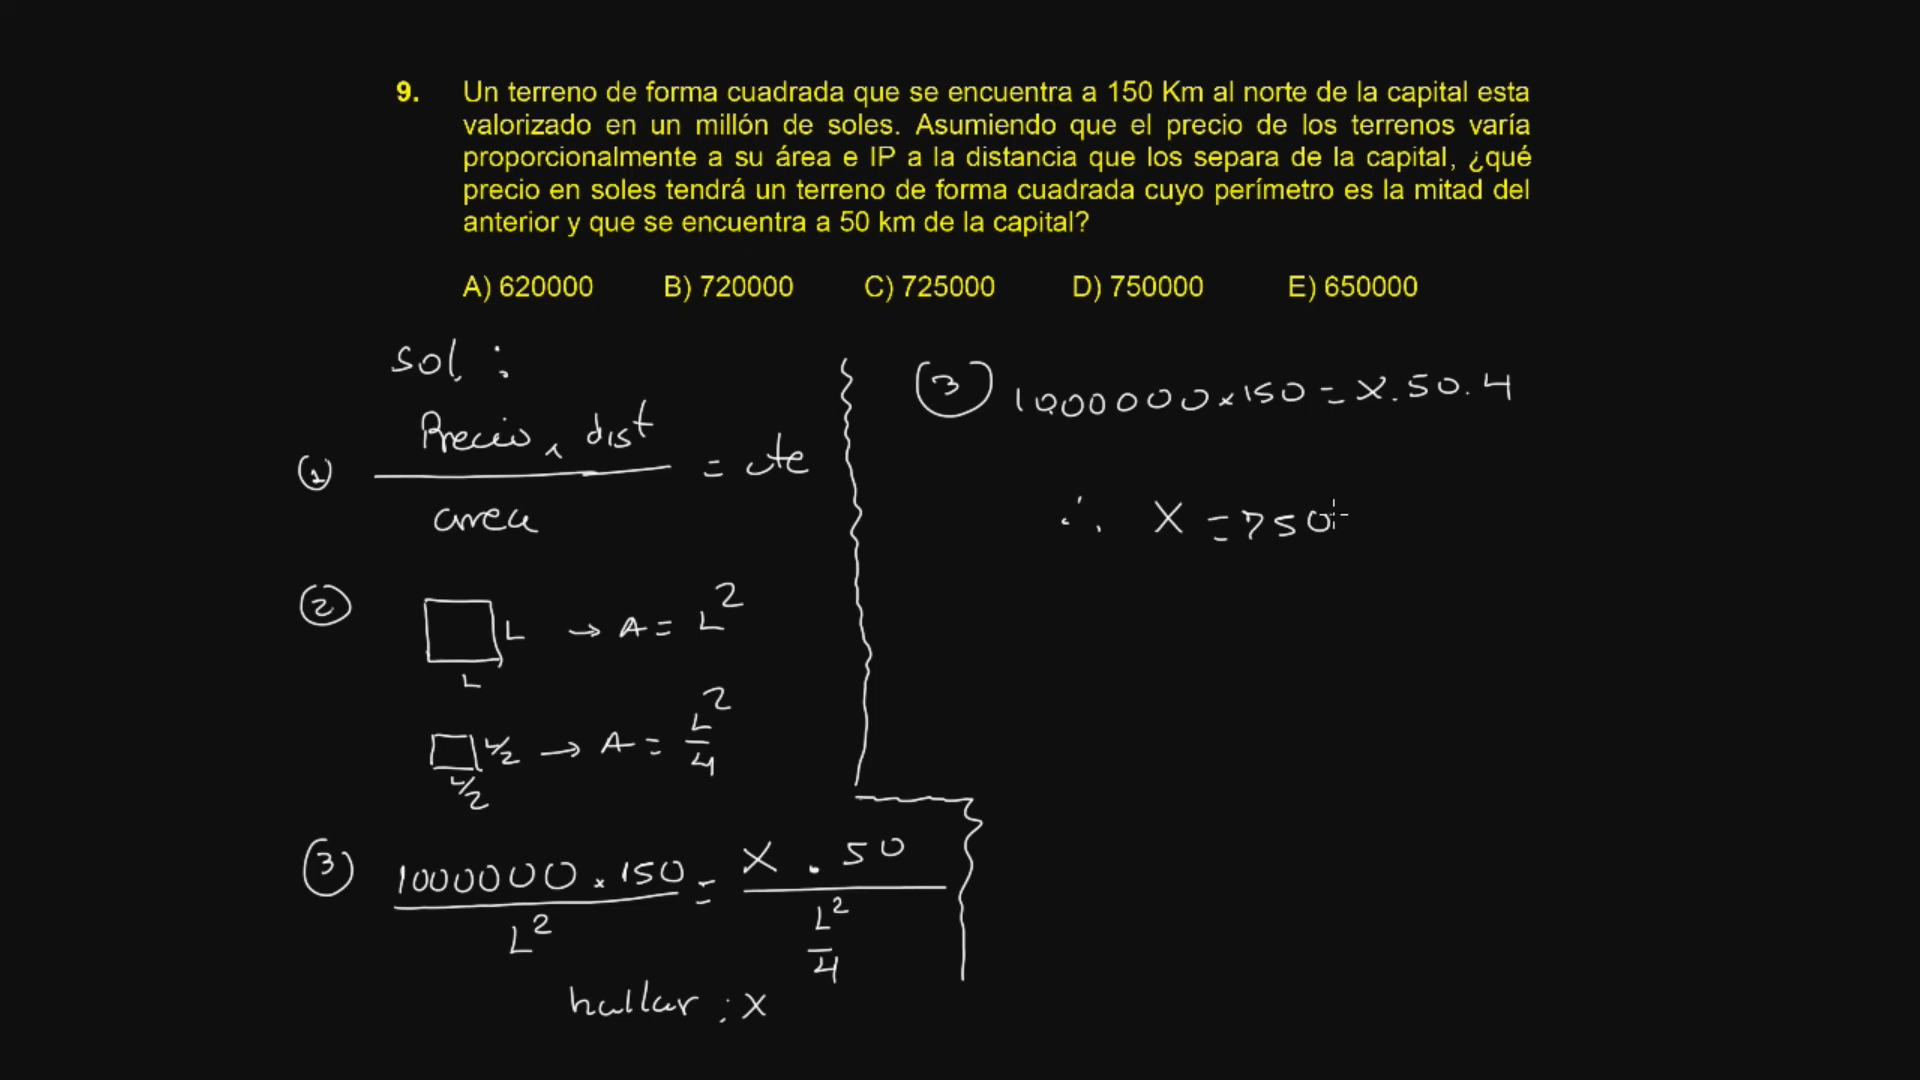 9. Un terreno de forma cuadrada que se encuentra a 150 Km al norte de la capital esta
valorizado en un millón de soles. Asumiendo que el precio de los terrenos varía
proporcionalmente a su área e IP a la distancia que los separa de la capital, ¿qué
precio en soles tendrá un terreno de forma cuadrada cuyo perímetro es la mitad del
anterior y que se encuentra a 50 km de la capital?
A) 620000 B) 720000 C) 725000 D) 750000 E) 650000
sol :
① Precio × dist
area
= cte
② L → A = L²
L
L/2 → A = L²/4
L/2
③ 1000000 × 150 = X . 50
L² L²/4
hallar : X
③ 1000000 × 150 = X . 50 . 4
∴ X = 750